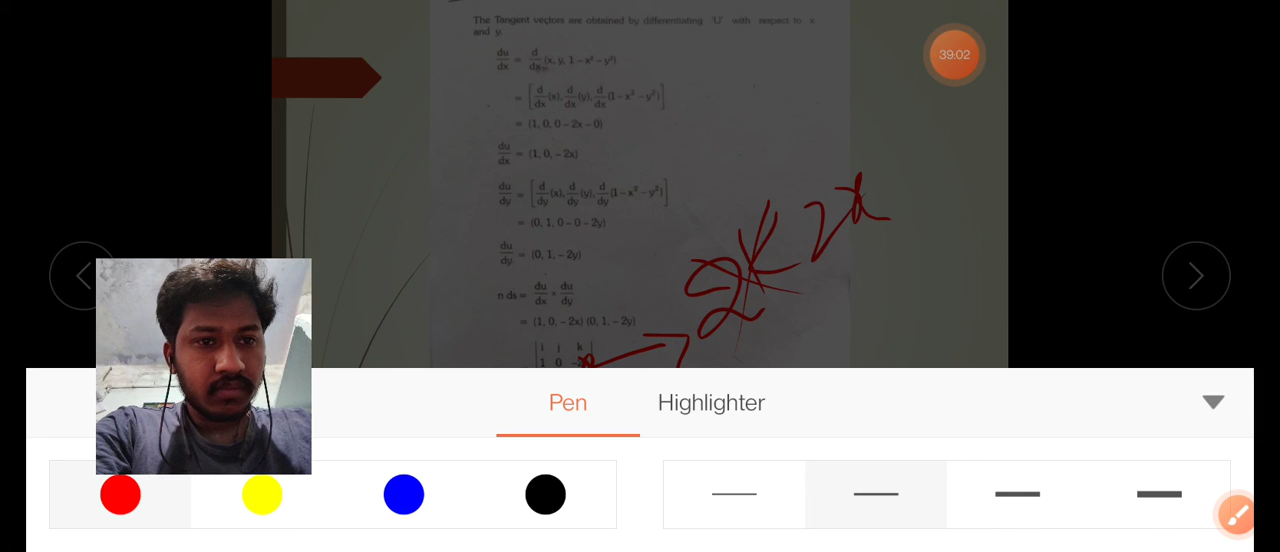 The Tangent vectors are obtained by differentiating 'U' with respect to x
and y.
39:02
du/dx = d/dx (x, y, 1 – x² – y²)
= [d/dx (x), d/dx (y), d/dx (1 – x² – y²)]
= (1, 0, 0 – 2x – 0)
du/dx = (1, 0, – 2x)
du/dy = [d/dy (x), d/dy (y), d/dy (1 – x² – y²)]
= (0, 1, 0 – 0 – 2y)
du/dy. = (0, 1, – 2y)
n ds = du/dx × du/dy
= (1, 0, – 2x) (0, 1, – 2y)
i j k
1 0
2x
Pen Highlighter